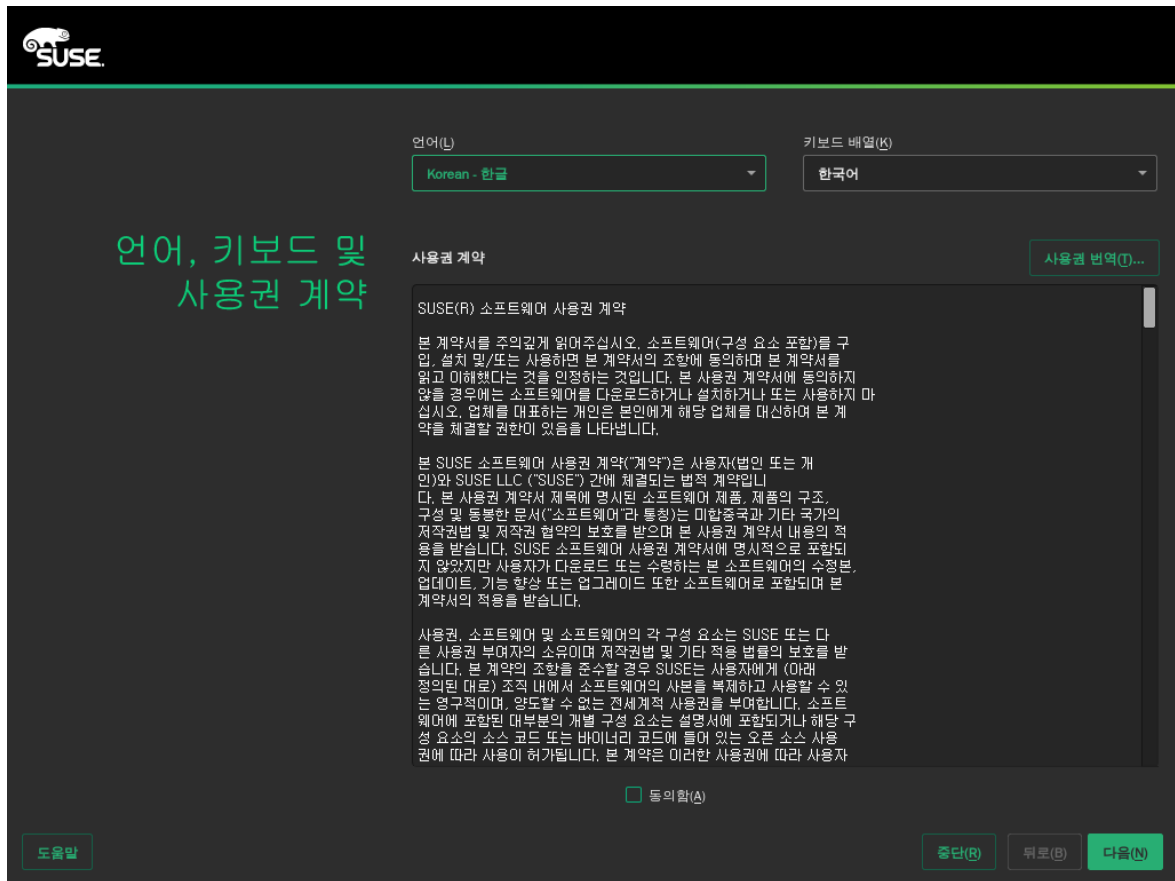 SUSE.
언어(L)
키보드 배열(K)
Korean - 한글
한국어
언어, 키보드 및
사용권 계약
사용권 계약
사용권 번역(T)...
SUSE(R) 소프트웨어 사용권 계약
본 계약서를 주의깊게 읽어주십시오. 소프트웨어(구성 요소 포함)를 구
입, 설치 및/또는 사용하면 본 계약서의 조항에 동의하며 본 계약서를
읽고 이해했다는 것을 인정하는 것입니다. 본 사용권 계약서에 동의하지
않을 경우에는 소프트웨어를 다운로드하거나 설치하거나 또는 사용하지 마
십시오. 업체를 대표하는 개인은 본인에게 해당 업체를 대신하여 본 계
약을 체결할 권한이 있음을 나타냅니다.
본 SUSE 소프트웨어 사용권 계약("계약")은 사용자(법인 또는 개
인)와 SUSE LLC ("SUSE") 간에 체결되는 법적 계약입니
다. 본 사용권 계약서 제목에 명시된 소프트웨어 제품, 제품의 구조,
구성 및 동봉한 문서("소프트웨어"라 통칭)는 미합중국과 기타 국가의
저작권법 및 저작권 협약의 보호를 받으며 본 사용권 계약서 내용의 적
용을 받습니다. SUSE 소프트웨어 사용권 계약서에 명시적으로 포함되
지 않았지만 사용자가 다운로드 또는 수령하는 본 소프트웨어의 수정본,
업데이트, 기능 향상 또는 업그레이드 또한 소프트웨어로 포함되며 본
계약서의 적용을 받습니다.
사용권, 소프트웨어 및 소프트웨어의 각 구성 요소는 SUSE 또는 다
른 사용권 부여자의 소유이며 저작권법 및 기타 적용 법률의 보호를 받
습니다. 본 계약의 조항을 준수할 경우 SUSE는 사용자에게 (아래
정의된 대로) 조직 내에서 소프트웨어의 사본을 복제하고 사용할 수 있
는 영구적이며, 양도할 수 없는 전세계적 사용권을 부여합니다. 소프트
웨어에 포함된 대부분의 개별 구성 요소는 설명서에 포함되거나 해당 구
성 요소의 소스 코드 또는 바이너리 코드에 들어 있는 오픈 소스 사용
권에 따라 사용이 허가됩니다. 본 계약은 이러한 사용권에 따라 사용자
동의함(A)
도움말
중단(R)
뒤로(B)
다음(N)